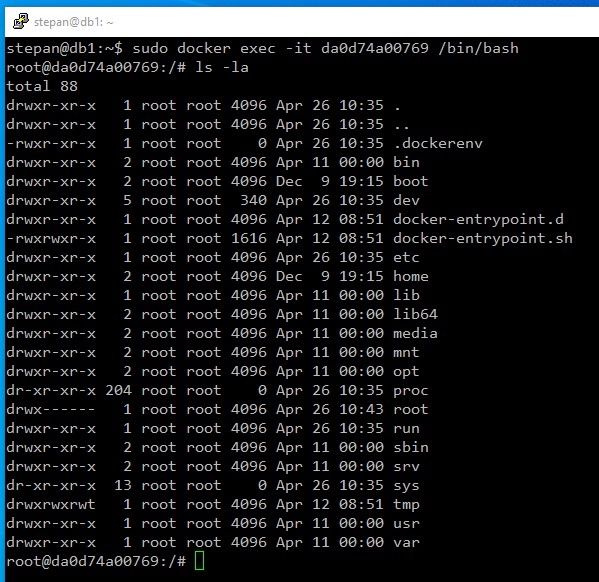 stepan@db1: ~
stepan@db1:~$ sudo docker exec -it da0d74a00769 /bin/bash
root@da0d74a00769:/# ls -la
total 88
drwxr-xr-x   1 root root 4096 Apr 26 10:35 .
drwxr-xr-x   1 root root 4096 Apr 26 10:35 ..
-rwxr-xr-x   1 root root    0 Apr 26 10:35 .dockerenv
drwxr-xr-x   2 root root 4096 Apr 11 00:00 bin
drwxr-xr-x   2 root root 4096 Dec  9 19:15 boot
drwxr-xr-x   5 root root  340 Apr 26 10:35 dev
drwxr-xr-x   1 root root 4096 Apr 12 08:51 docker-entrypoint.d
-rwxrwxr-x   1 root root 1616 Apr 12 08:51 docker-entrypoint.sh
drwxr-xr-x   1 root root 4096 Apr 26 10:35 etc
drwxr-xr-x   2 root root 4096 Dec  9 19:15 home
drwxr-xr-x   1 root root 4096 Apr 11 00:00 lib
drwxr-xr-x   2 root root 4096 Apr 11 00:00 lib64
drwxr-xr-x   2 root root 4096 Apr 11 00:00 media
drwxr-xr-x   2 root root 4096 Apr 11 00:00 mnt
drwxr-xr-x   2 root root 4096 Apr 11 00:00 opt
dr-xr-xr-x 204 root root    0 Apr 26 10:35 proc
drwx------   1 root root 4096 Apr 26 10:43 root
drwxr-xr-x   1 root root 4096 Apr 26 10:35 run
drwxr-xr-x   2 root root 4096 Apr 11 00:00 sbin
drwxr-xr-x   2 root root 4096 Apr 11 00:00 srv
dr-xr-xr-x  13 root root    0 Apr 26 10:35 sys
drwxrwxrwt   1 root root 4096 Apr 12 08:51 tmp
drwxr-xr-x   1 root root 4096 Apr 11 00:00 usr
drwxr-xr-x   1 root root 4096 Apr 11 00:00 var
root@da0d74a00769:/#